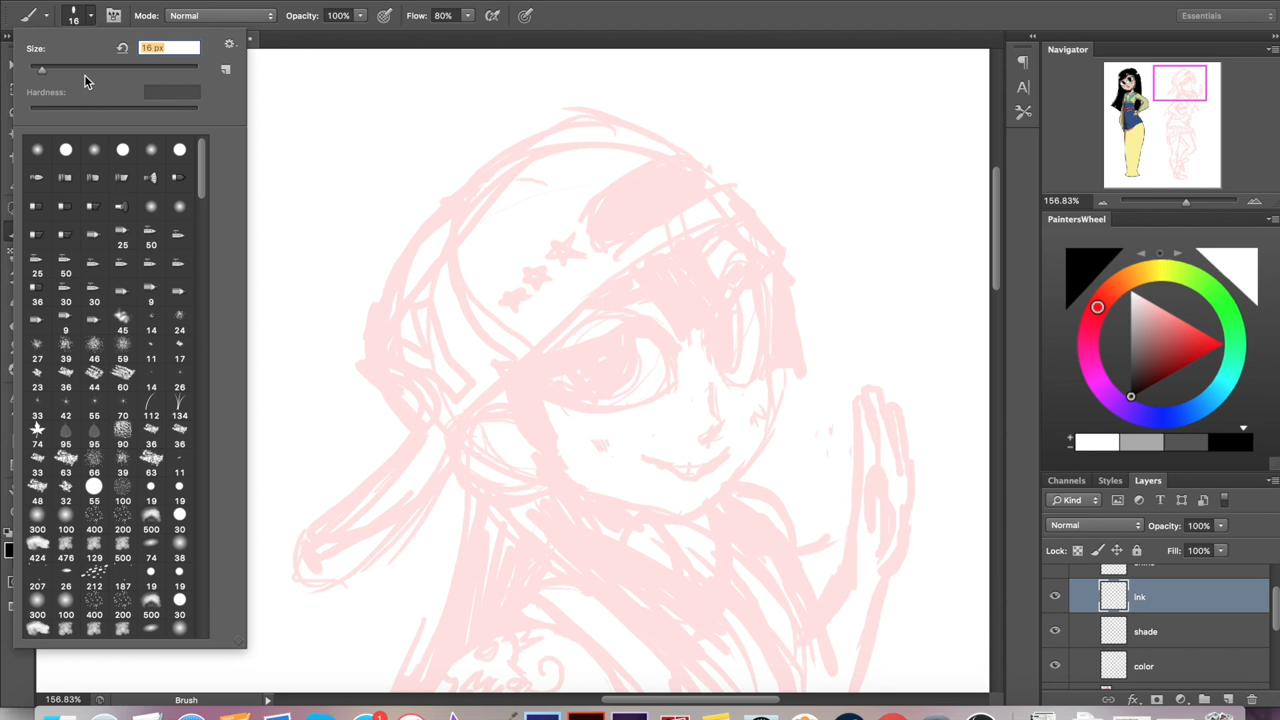 16
Mode: Normal
Opacity: 100%
Flow: 80%
Essentials
Size: 16 px
Hardness:
25 50
25 50
36 30 30 9
9 45 14 24
27 39 46 59 11 17
23 36 44 60 14 26
33 42 55 70 112 134
74 95 95 90 36 36
33 63 66 39 63 11
48 32 55 100 19 19
300 100 400 200 500 30
424 476 129 500 74 38
207 26 212 187 19 19
300 100 400 200 500 30
Navigator
156.83%
PaintersWheel
Channels Styles Layers
Kind
Normal Opacity: 100%
Lock: Fill: 100%
ink
shade
color
156.83% Brush
1